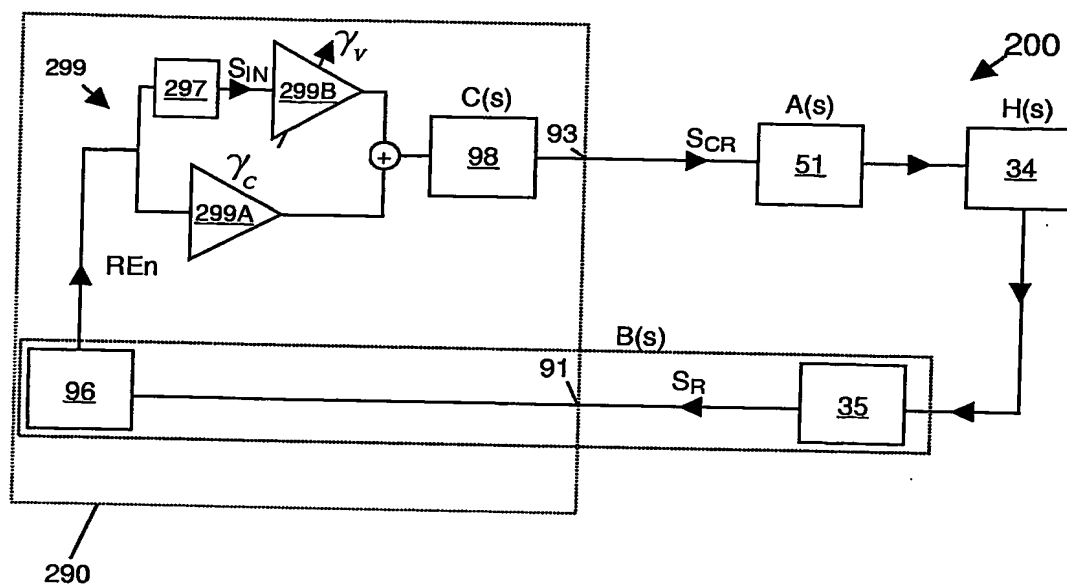 200
γv
299
297
SIN
299B
C(s)
A(s)
H(s)
93
98
SCR
51
34
+
γc
299A
REn
B(s)
91
SR
96
35
290